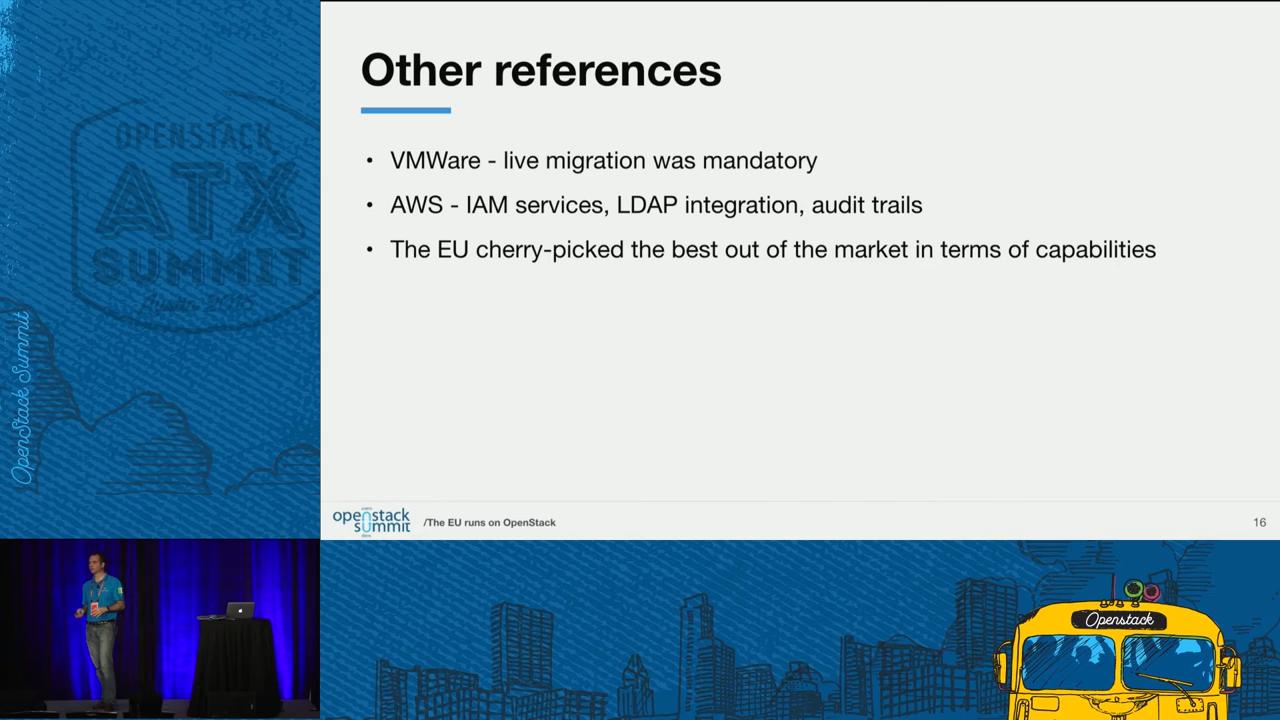 Other references
• VMWare - live migration was mandatory
• AWS - IAM services, LDAP integration, audit trails
• The EU cherry-picked the best out of the market in terms of capabilities
openstack
summit
/The EU runs on OpenStack
16
OPENSTACK
ATX
SUMMIT
Austin 2016
OpenStack Summit
Openstack